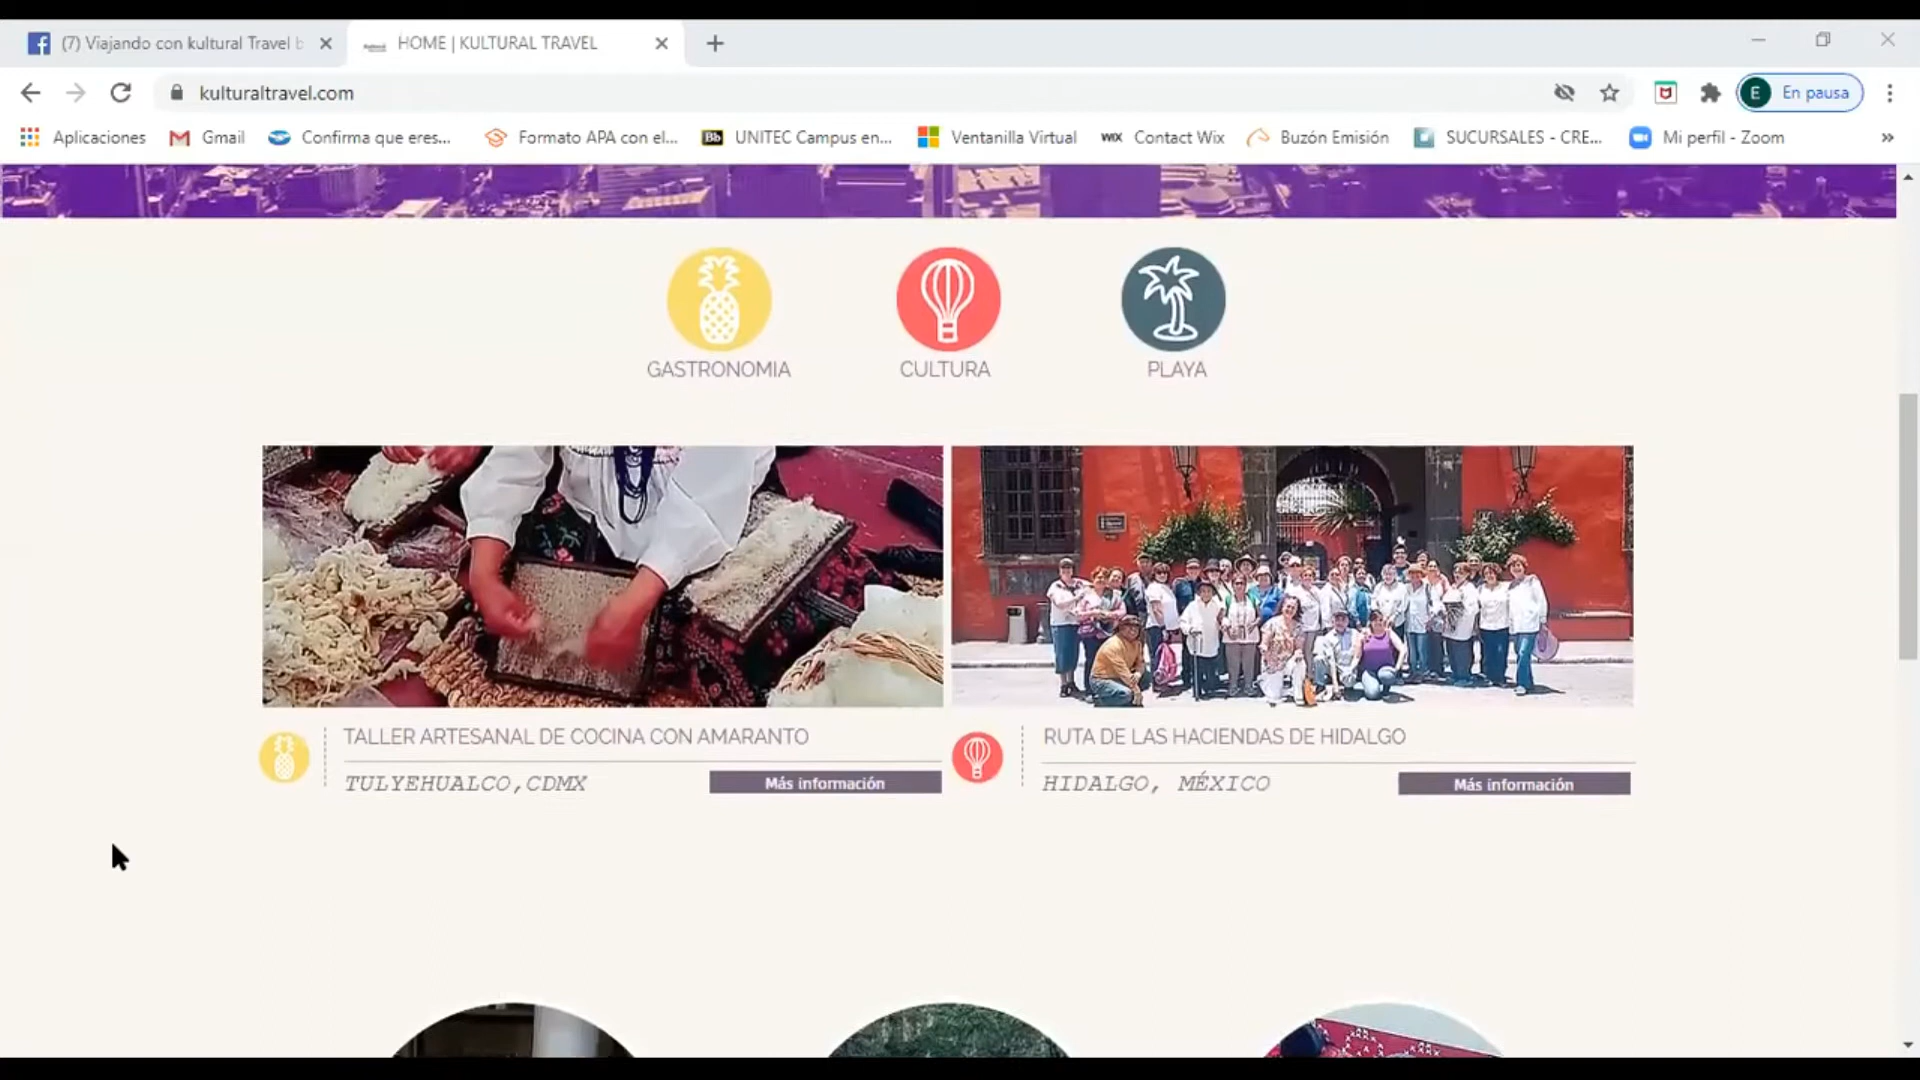 (7) Viajando con kultural Travel b
HOME | KULTURAL TRAVEL
kulturaltravel.com
E En pausa
Aplicaciones
Gmail
Confirma que eres...
Formato APA con el...
Bb UNITEC Campus en...
Ventanilla Virtual
WIX Contact Wix
Buzón Emisión
SUCURSALES - CRE...
Mi perfil - Zoom
»
GASTRONOMIA
CULTURA
PLAYA
TALLER ARTESANAL DE COCINA CON AMARANTO
TULYEHUALCO,CDMX
Más información
RUTA DE LAS HACIENDAS DE HIDALGO
HIDALGO, MÉXICO
Más información